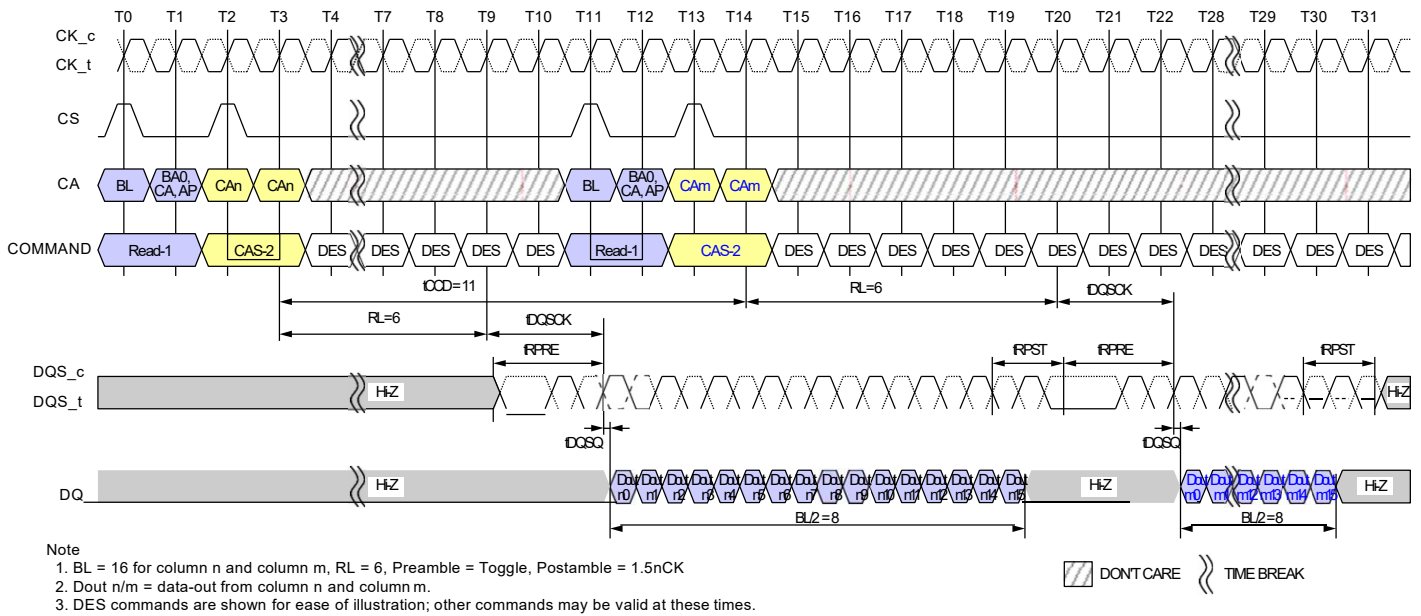 T0 T1 T2 T3 T4 T7 T8 T9 T10 T11 T12 T13 T14 T15 T16 T17 T18 T19 T20 T21 T22 T28 T29 T30 T31
CK_c
CK_t
CS
CA
BL
BA0, CA, AP
CAn
CAn
BL
BA0, CA, AP
CAm
CAm
COMMAND
Read-1 CAS-2 DES DES DES DES DES Read-1 CAS-2 DES DES DES DES DES DES DES DES DES DES DES DES
tCCD = 11
RL=6
RL=6
tDQSCK
tDQSCK
tRPRE
tRPST
tRPRE
tRPST
DQS_c
DQS_t
Hi-Z
Hi-Z
tDQSQ
tDQSQ
DQ
Hi-Z
Dout n0 Dout n1 Dout n2 Dout n3 Dout n4 Dout n5 Dout n6 Dout n7 Dout n8 Dout n9 Dout n10 Dout n11 Dout n12 Dout n13 Dout n14 Dout n15
Hi-Z
Dout m0 Dout m1 Dout m12 Dout m13 Dout m14 Dout m15
Hi-Z
BL/2 = 8
BL/2 = 8
Note
1. BL = 16 for column n and column m, RL = 6, Preamble = Toggle, Postamble = 1.5nCK
2. Dout n/m = data-out from column n and column m.
3. DES commands are shown for ease of illustration; other commands may be valid at these times.
DON'T CARE
TIME BREAK